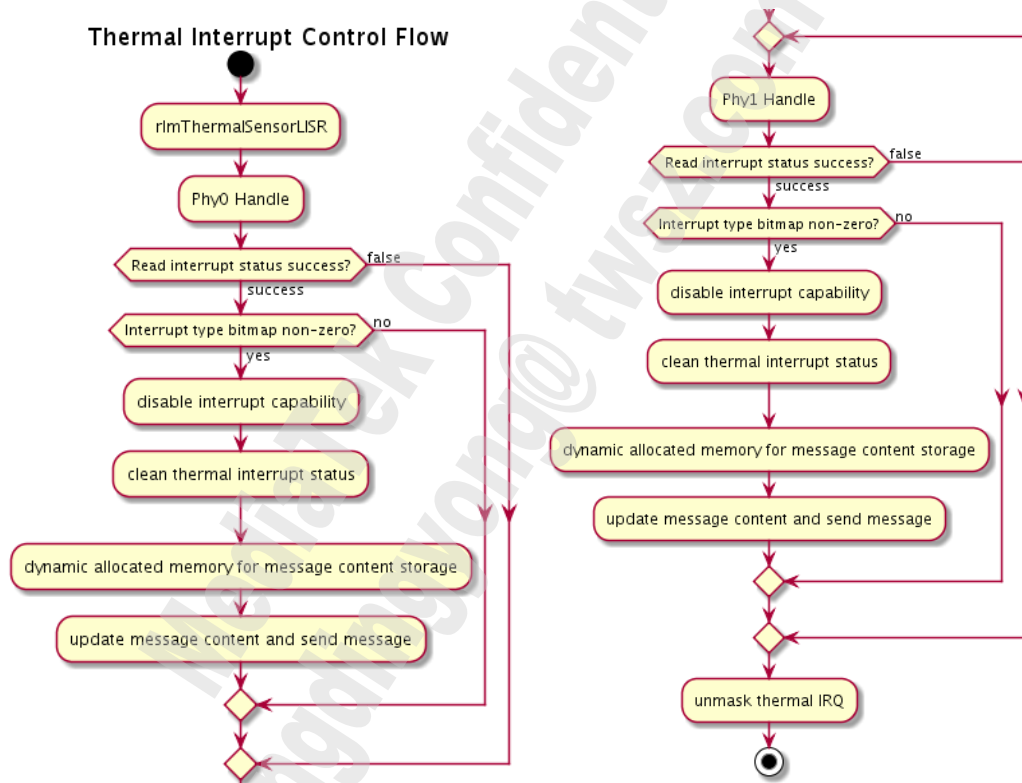 Thermal Interrupt Control Flow
rlmThermalSensorLISR
Phy0 Handle
Read interrupt status success?
false
success
Interrupt type bitmap non-zero?
no
yes
disable interrupt capability
clean thermal interrupt status
dynamic allocated memory for message content storage
update message content and send message
Phy1 Handle
Read interrupt status success?
false
success
Interrupt type bitmap non-zero?
no
yes
disable interrupt capability
clean thermal interrupt status
dynamic allocated memory for message content storage
update message content and send message
unmask thermal IRQ
MediaTek Confident